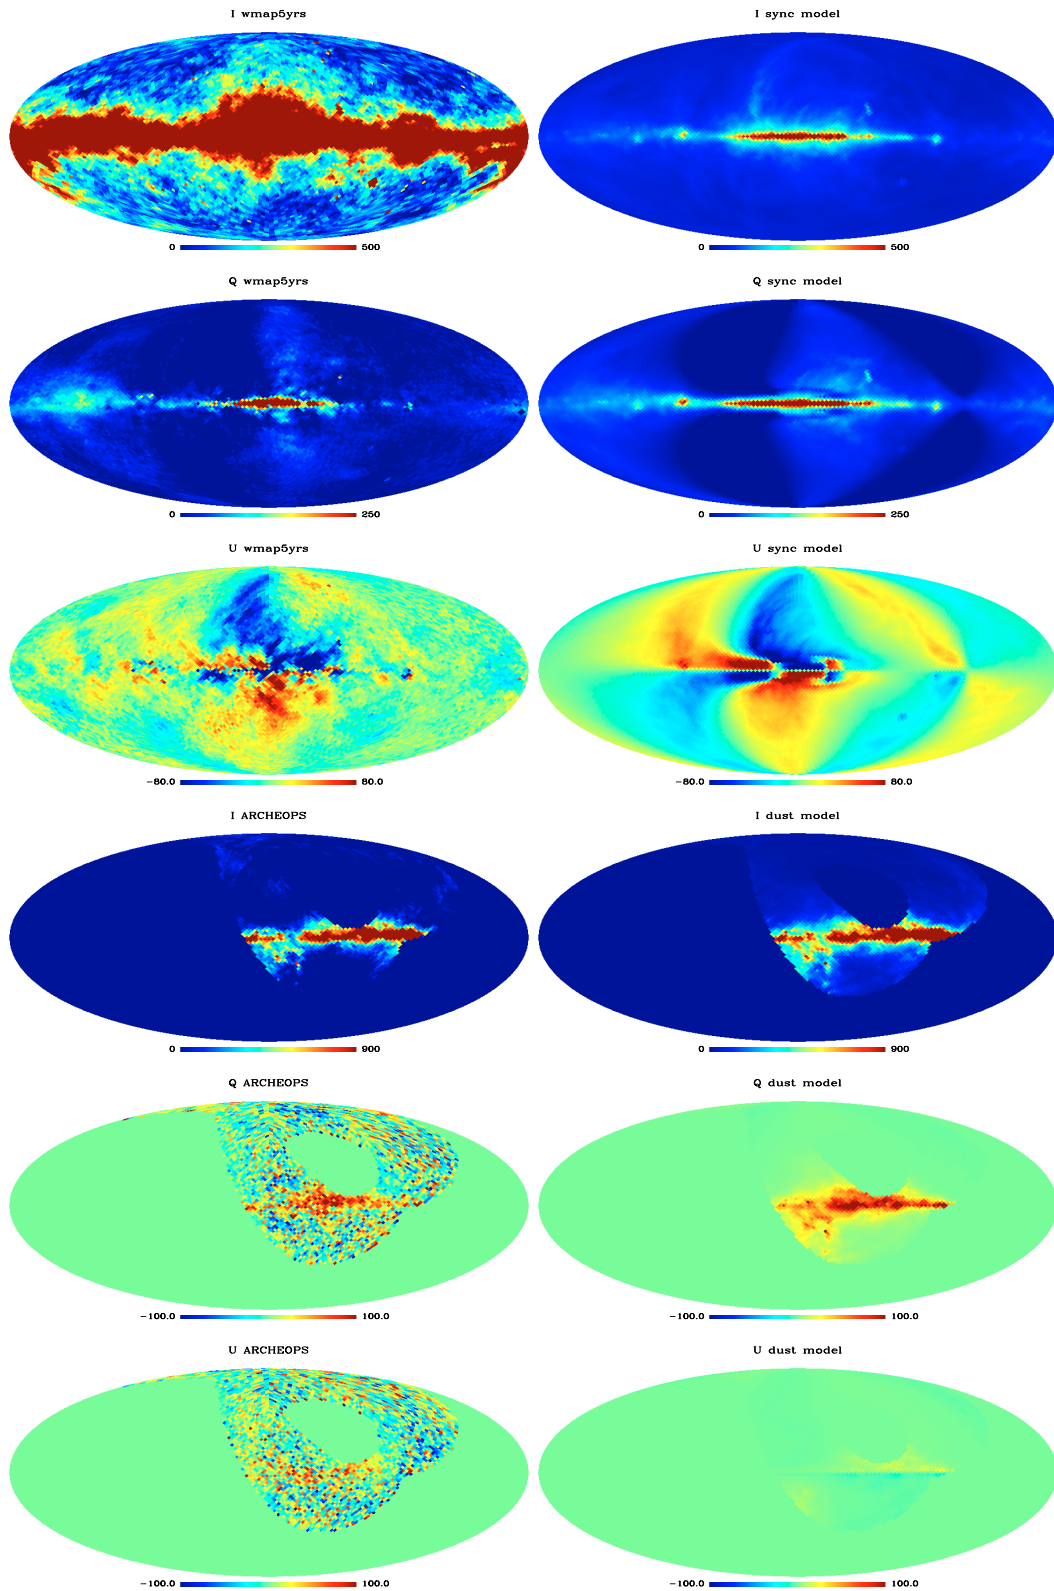 I wmap5yrs
I sync model
0 500
0 500
Q wmap5yrs
Q sync model
0 250
0 250
U wmap5yrs
U sync model
-80.0 80.0
-80.0 80.0
I ARCHEOPS
I dust model
0 900
0 900
Q ARCHEOPS
Q dust model
-100.0 100.0
-100.0 100.0
U ARCHEOPS
U dust model
-100.0 100.0
-100.0 100.0